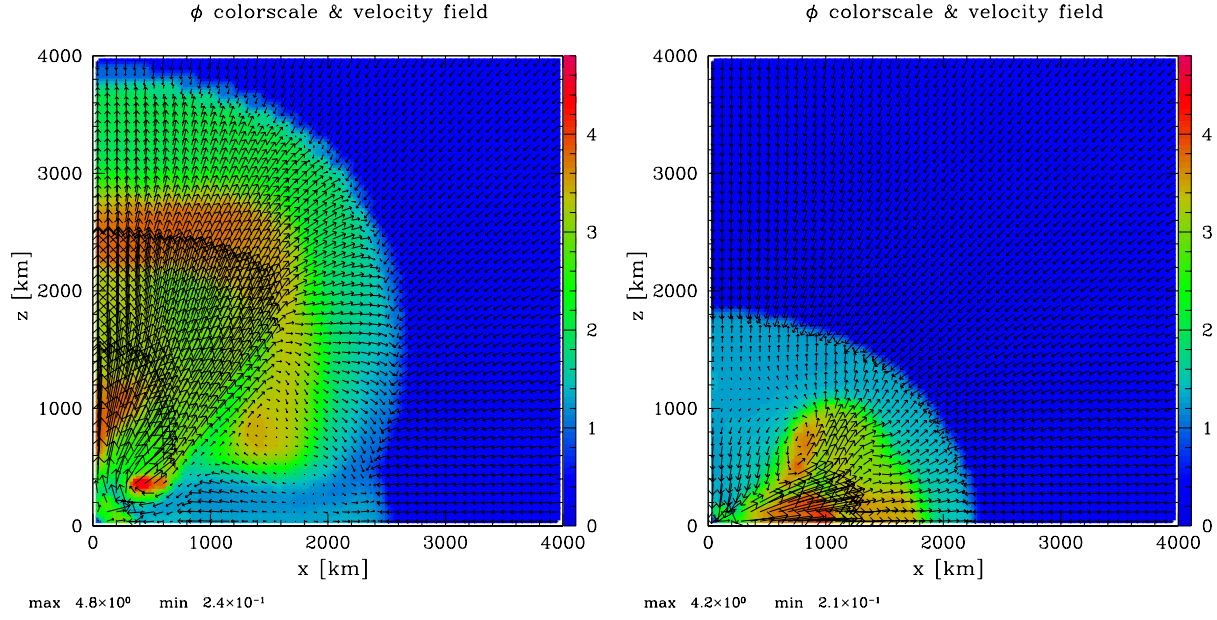 ϕ colorscale & velocity field
4000
3000
2000
1000
0
z [km]
0 1000 2000 3000 4000
x [km]
4
3
2
1
0
max 4.8×10⁰ min 2.4×10⁻¹
ϕ colorscale & velocity field
4000
3000
2000
1000
0
z [km]
0 1000 2000 3000 4000
x [km]
4
3
2
1
0
max 4.2×10⁰ min 2.1×10⁻¹